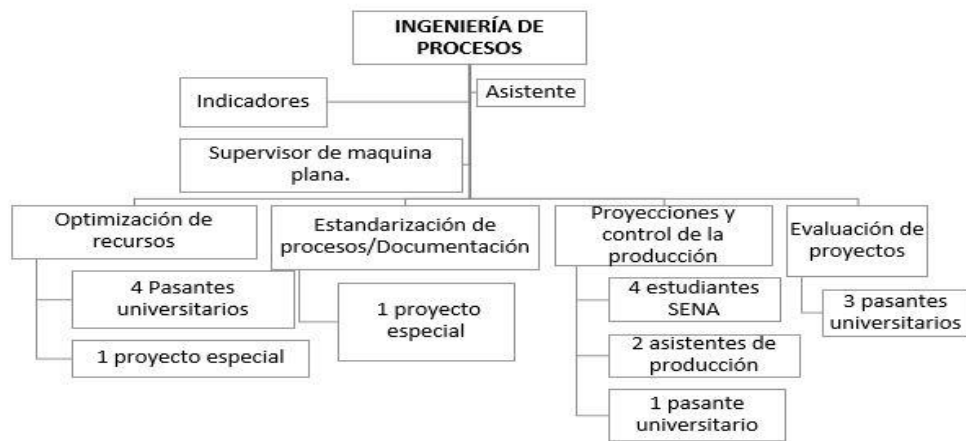 INGENIERÍA DE
PROCESOS
Indicadores
Asistente
Supervisor de maquina
plana.
Optimización de
recursos
4 Pasantes
universitarios
1 proyecto especial
Estandarización de
procesos/Documentación
1 proyecto
especial
Proyecciones y
control de la
producción
4 estudiantes
SENA
2 asistentes de
producción
1 pasante
universitario
Evaluación de
proyectos
3 pasantes
universitarios